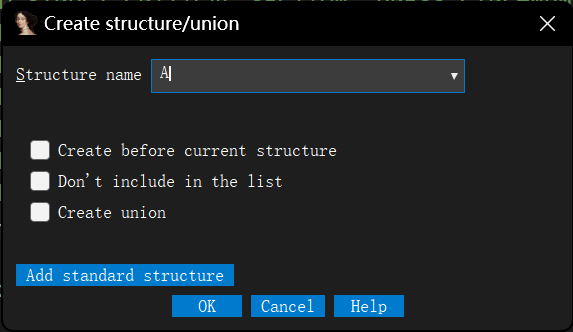 Create structure/union
Structure name A
Create before current structure
Don't include in the list
Create union
Add standard structure
OK Cancel Help